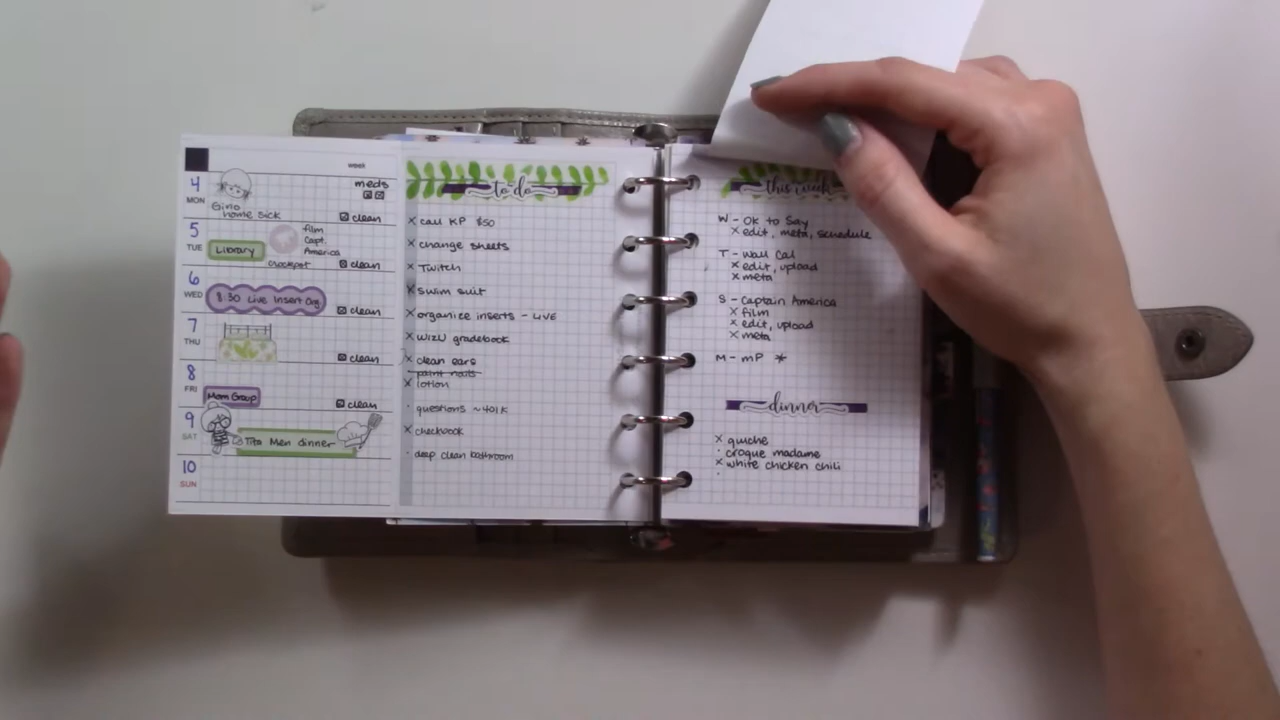 week
4
MON
meds
Gino
home sick
clean
5
TUE
Library
film
Capt.
America
crockpot
clean
6
WED
8:30 Live Insert Org
clean
7
THU
clean
8
FRI
Mom Group
clean
9
SAT
Tito Men dinner
10
SUN
to do
x call KP $50
x change sheets
x Twitch
x swim suit
x organize inserts - LIVE
x WizU gradebook
x clean ears
paint nails
x lotion
· questions ~401K
x checkbook
· deep clean bathroom
this week
W - Ok to Say
x edit, meta, schedule
T - Wall Cal
x edit, upload
x meta
S - Captain America
x film
x edit, upload
x meta
M - MP *
dinner
x quiche
· croque madame
x white chicken chili